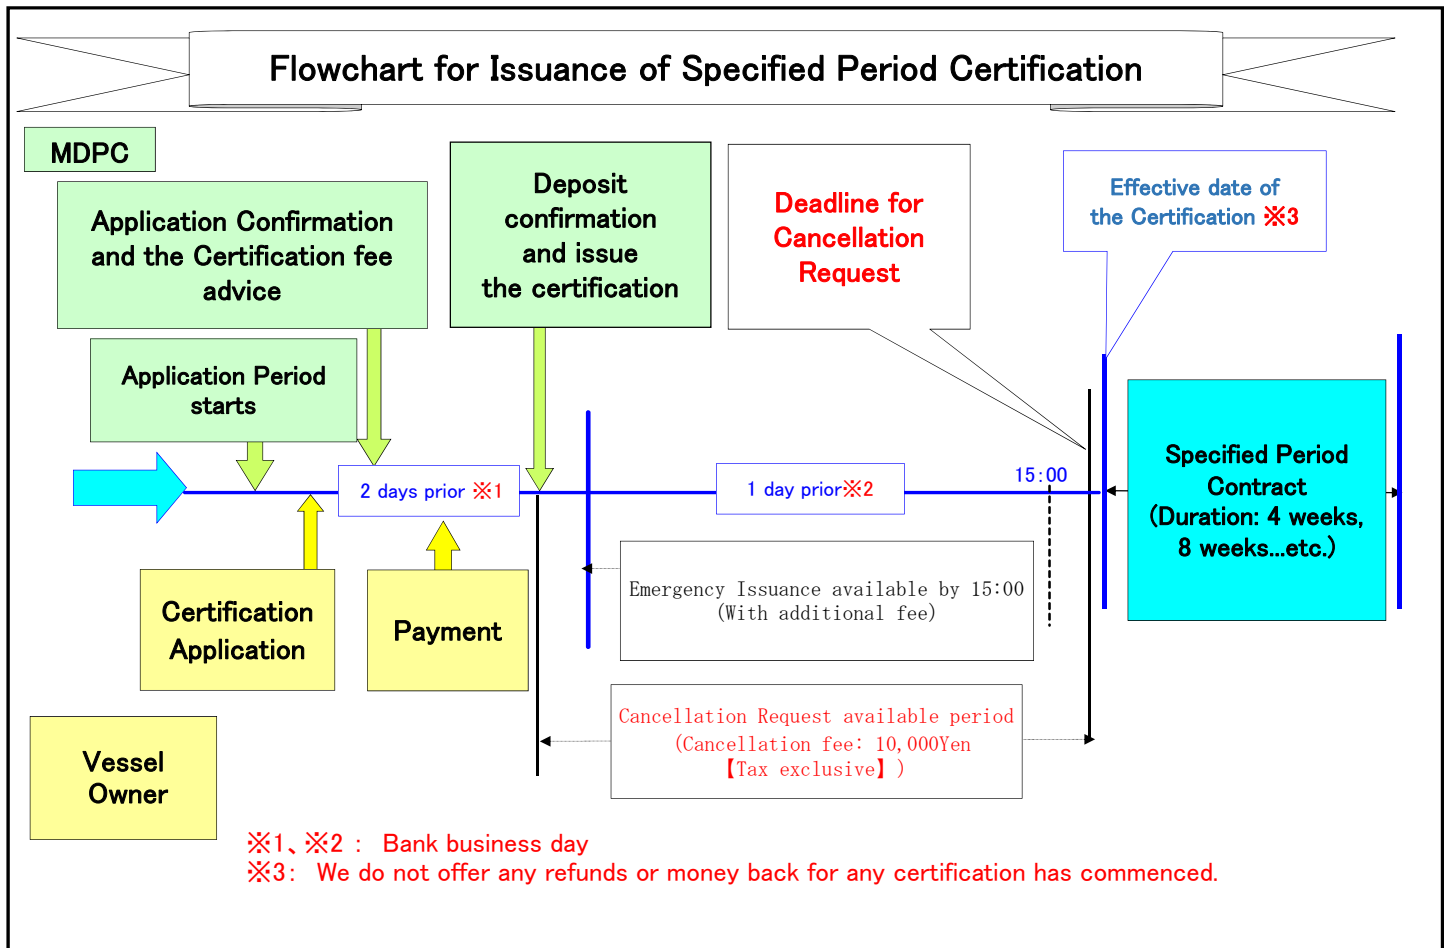 Flowchart for Issuance of Specified Period Certification
MDPC
Application Confirmation
and the Certification fee
advice
Deposit
confirmation
and issue
the certification
Deadline for
Cancellation
Request
Effective date of
the Certification ※3
Application Period
starts
2 days prior ※1
1 day prior※2
15:00
Specified Period
Contract
(Duration: 4 weeks,
8 weeks...etc.)
Certification
Application
Payment
Emergency Issuance available by 15:00
(With additional fee)
Cancellation Request available period
(Cancellation fee: 10,000Yen
【Tax exclusive】)
Vessel
Owner
※1、※2 : Bank business day
※3: We do not offer any refunds or money back for any certification has commenced.